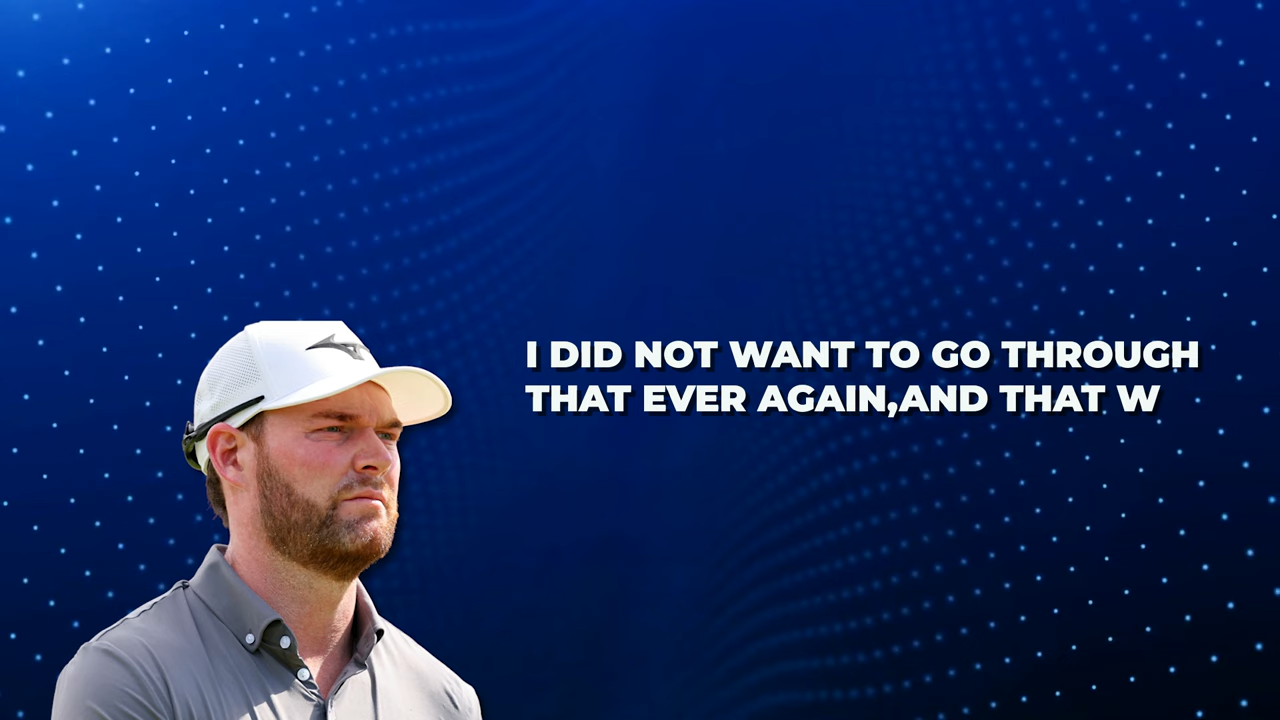 I DID NOT WANT TO GO THROUGH
THAT EVER AGAIN,AND THAT W